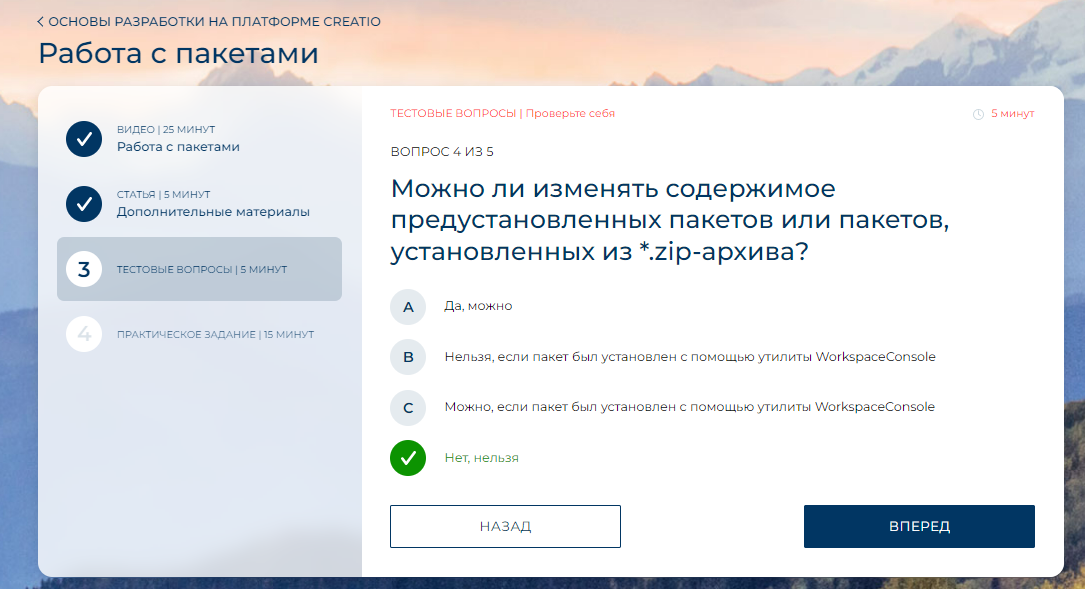 ОСНОВЫ РАЗРАБОТКИ НА ПЛАТФОРМЕ CREATIO
Работа с пакетами
ВИДЕО | 25 МИНУТ
Работа с пакетами
СТАТЬЯ | 5 МИНУТ
Дополнительные материалы
3
ТЕСТОВЫЕ ВОПРОСЫ | 5 МИНУТ
4
ПРАКТИЧЕСКОЕ ЗАДАНИЕ | 15 МИНУТ
ТЕСТОВЫЕ ВОПРОСЫ | Проверьте себя
5 минут
ВОПРОС 4 ИЗ 5
Можно ли изменять содержимое
предустановленных пакетов или пакетов,
установленных из *.zip-архива?
A Да, можно
B Нельзя, если пакет был установлен с помощью утилиты WorkspaceConsole
C Можно, если пакет был установлен с помощью утилиты WorkspaceConsole
Нет, нельзя
НАЗАД
ВПЕРЕД